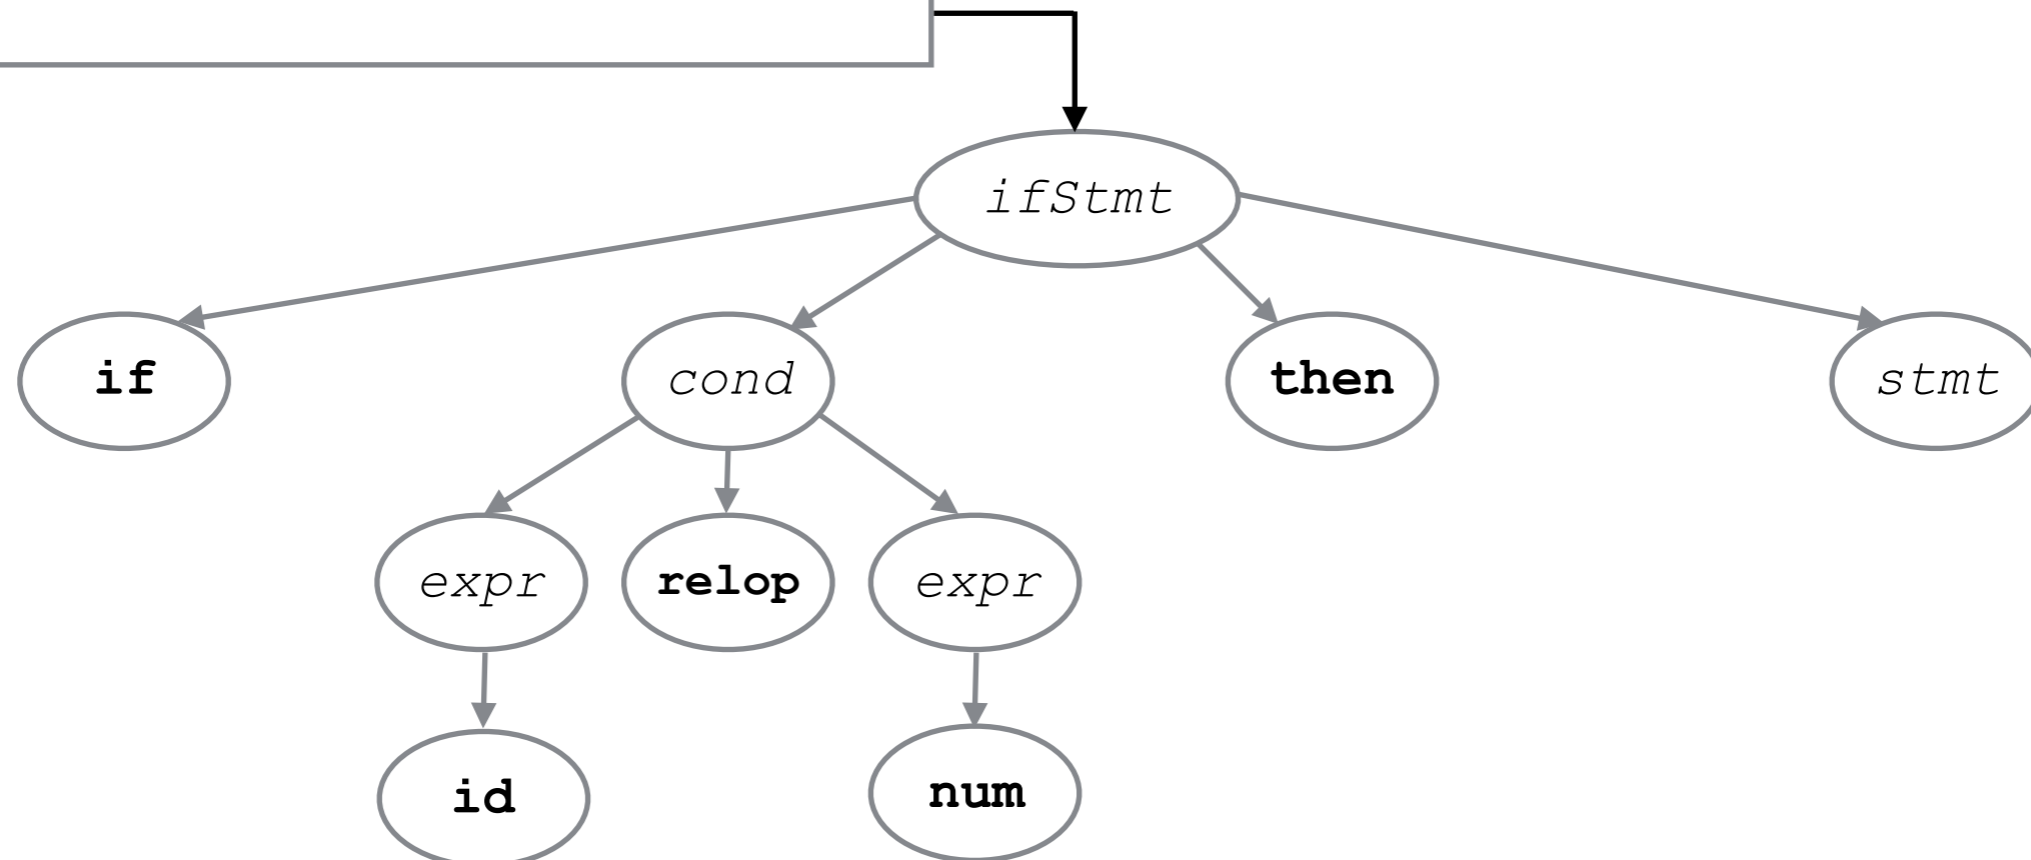 ifStmt
if
cond
then
stmt
expr
relop
expr
id
num